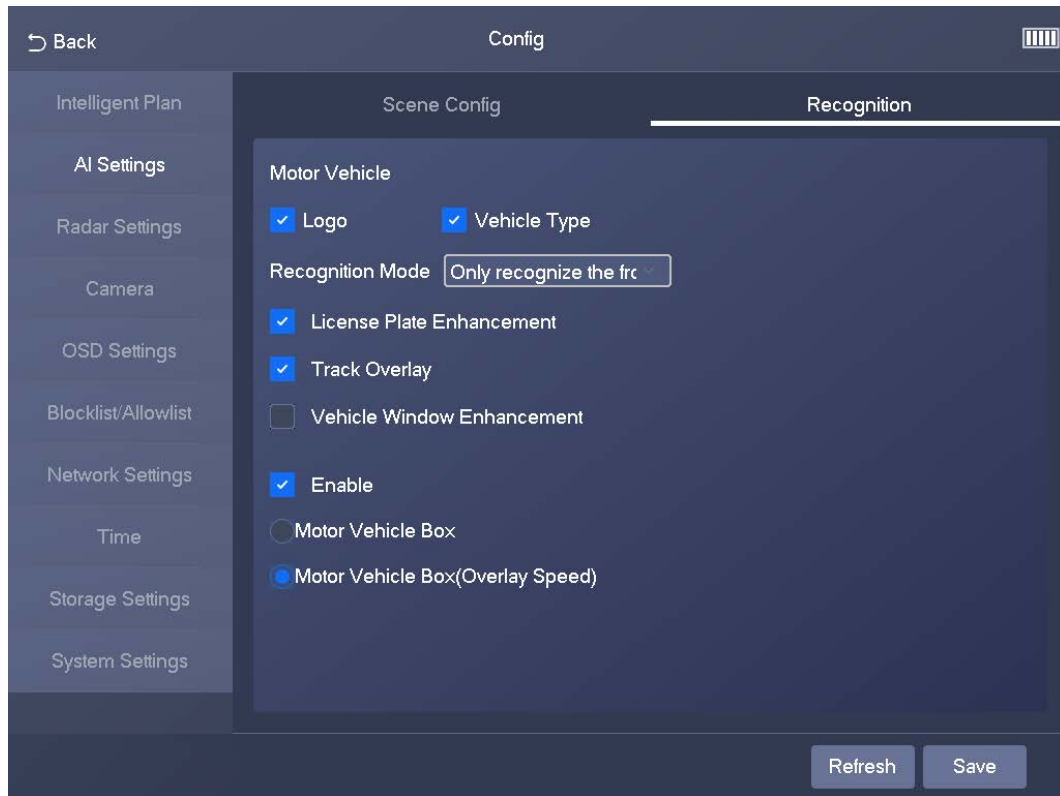 Back
Config
Intelligent Plan
AI Settings
Radar Settings
Camera
OSD Settings
Blocklist/Allowlist
Network Settings
Time
Storage Settings
System Settings
Scene Config
Recognition
Motor Vehicle
Logo
Vehicle Type
Recognition Mode Only recognize the frc
License Plate Enhancement
Track Overlay
Vehicle Window Enhancement
Enable
Motor Vehicle Box
Motor Vehicle Box(Overlay Speed)
Refresh
Save